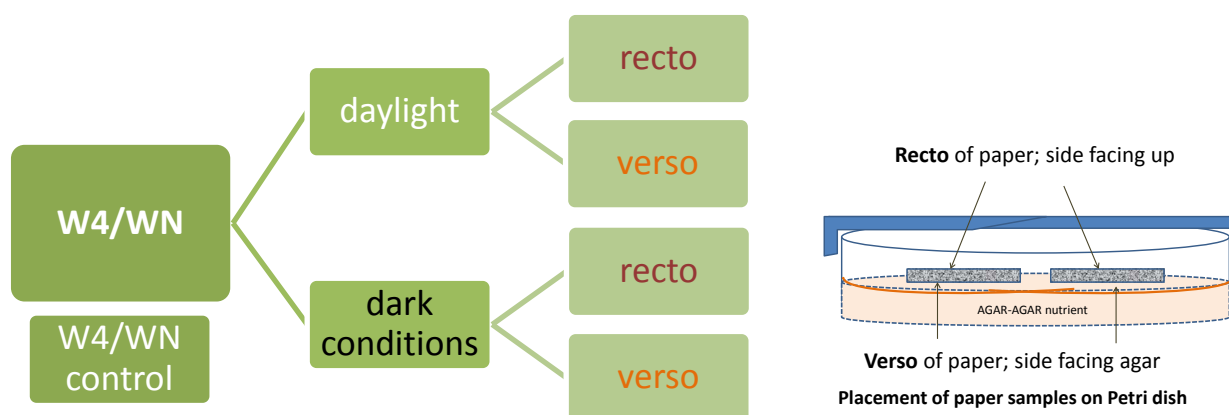 W4/WN
W4/WN
control
daylight
dark
conditions
recto
verso
recto
verso
Recto of paper; side facing up
AGAR-AGAR nutrient
Verso of paper; side facing agar
Placement of paper samples on Petri dish